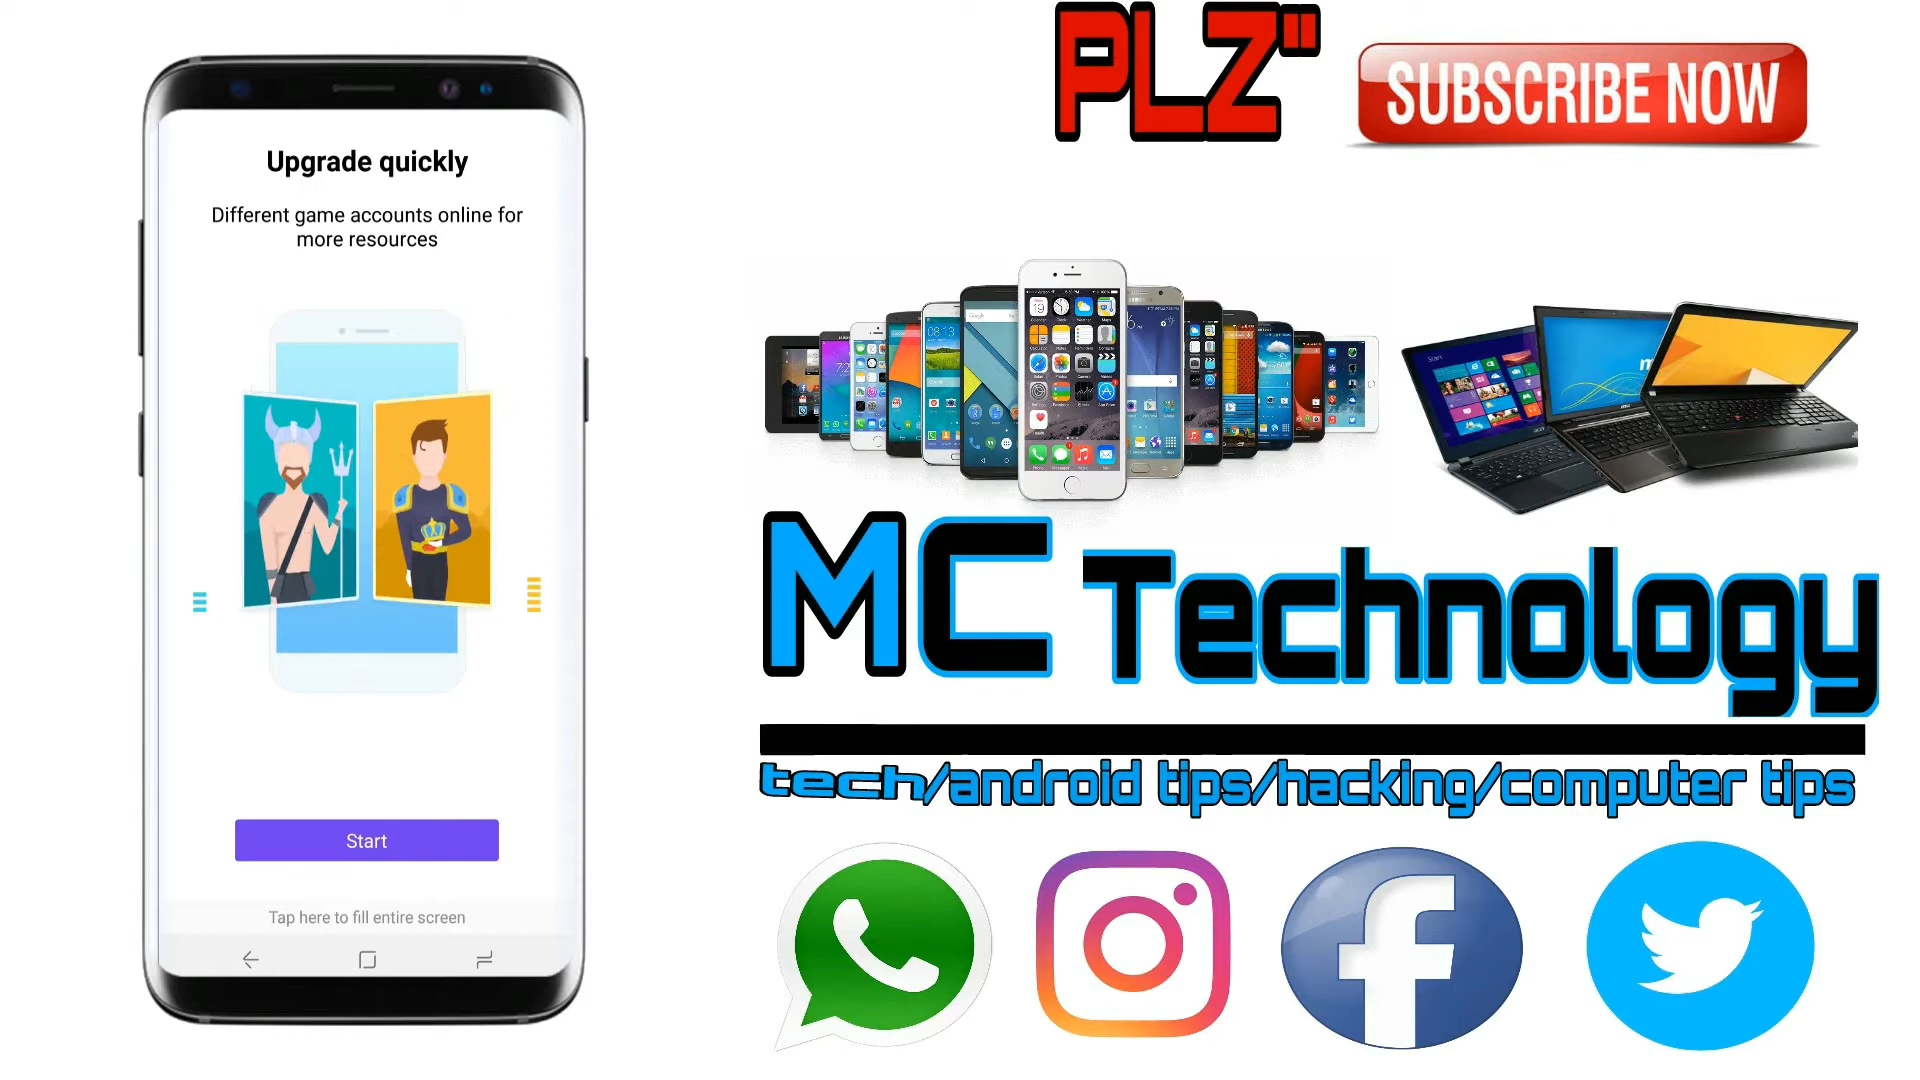 PLZ"
SUBSCRIBE NOW
Upgrade quickly
Different game accounts online for
more resources
Start
Tap here to fill entire screen
MC Technology
tech/android tips/hacking/computer tips